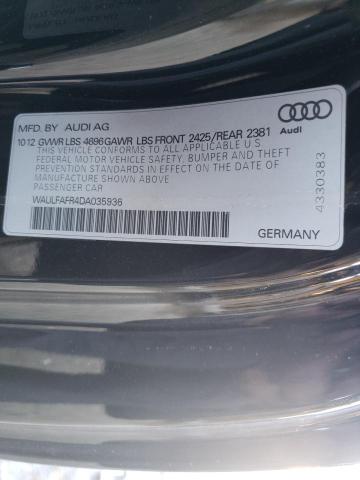 MFD. BY AUDI AG
10 12 GVWR LBS 4696 GAWR LBS FRONT 2425/REAR 2381
THIS VEHICLE CONFORMS TO ALL APPLICABLE U S
FEDERAL MOTOR VEHICLE SAFETY, BUMPER AND THEFT
PREVENTION STANDARDS IN EFFECT ON THE DATE OF
MANUFACTURE SHOWN ABOVE.
PASSENGER CAR
WAULFAFR4DA035936
Audi
4330383
GERMANY